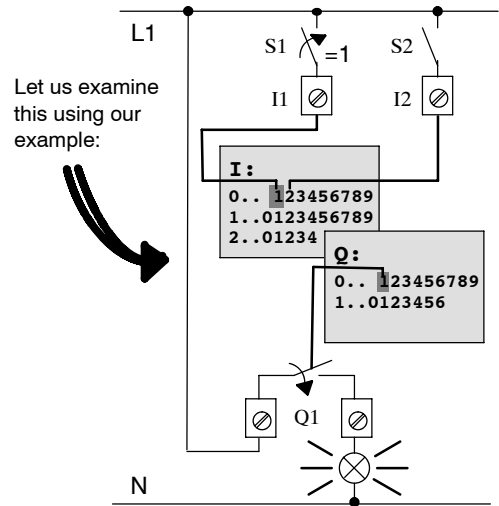 L1
S1
=1
S2
Let us examine
this using our
example:
I1
I2
I:
0.. 123456789
1..0123456789
2..01234
Q:
0.. 123456789
1..0123456
Q1
N